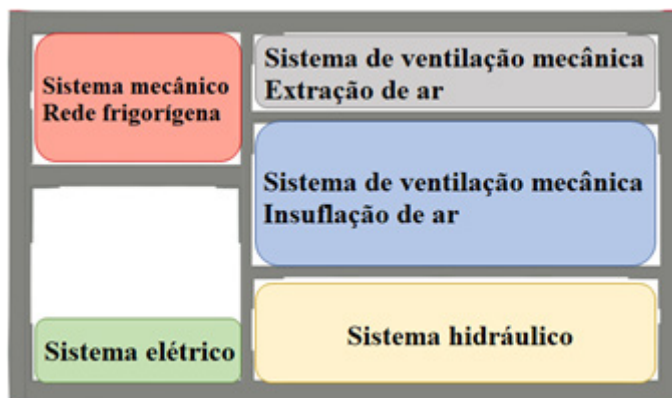 Sistema mecânico
Rede frigorígena
Sistema de ventilação mecânica
Extração de ar
Sistema de ventilação mecânica
Insuflação de ar
Sistema elétrico
Sistema hidráulico